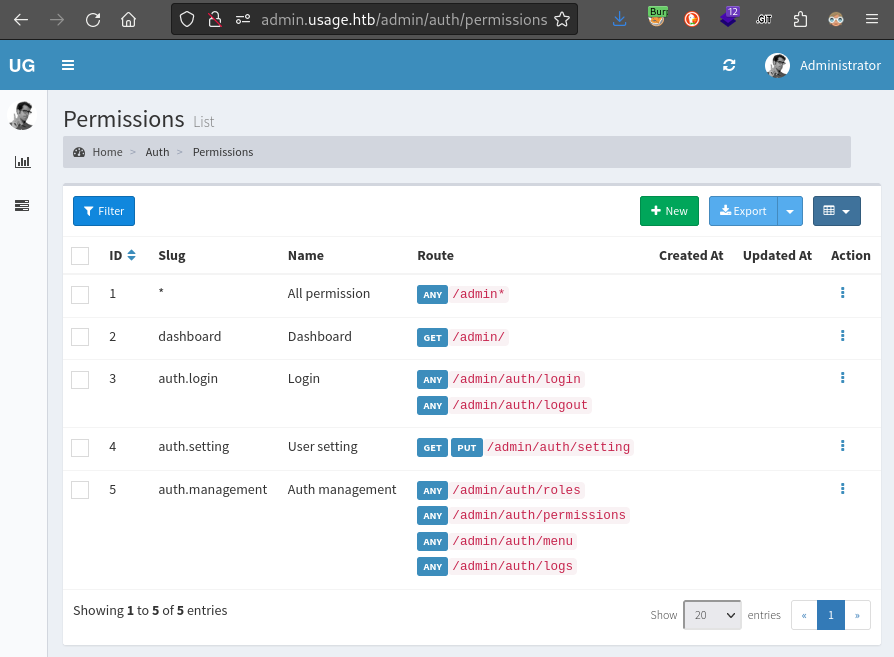 admin.usage.htb/admin/auth/permissions
Burp
12
.GIT
UG
Administrator
Permissions List
Home > Auth > Permissions
Filter
New
Export
ID Slug Name Route Created At Updated At Action
1 * All permission ANY /admin*
2 dashboard Dashboard GET /admin/
3 auth.login Login ANY /admin/auth/login
ANY /admin/auth/logout
4 auth.setting User setting GET PUT /admin/auth/setting
5 auth.management Auth management ANY /admin/auth/roles
ANY /admin/auth/permissions
ANY /admin/auth/menu
ANY /admin/auth/logs
Showing 1 to 5 of 5 entries
Show 20 entries « 1 »